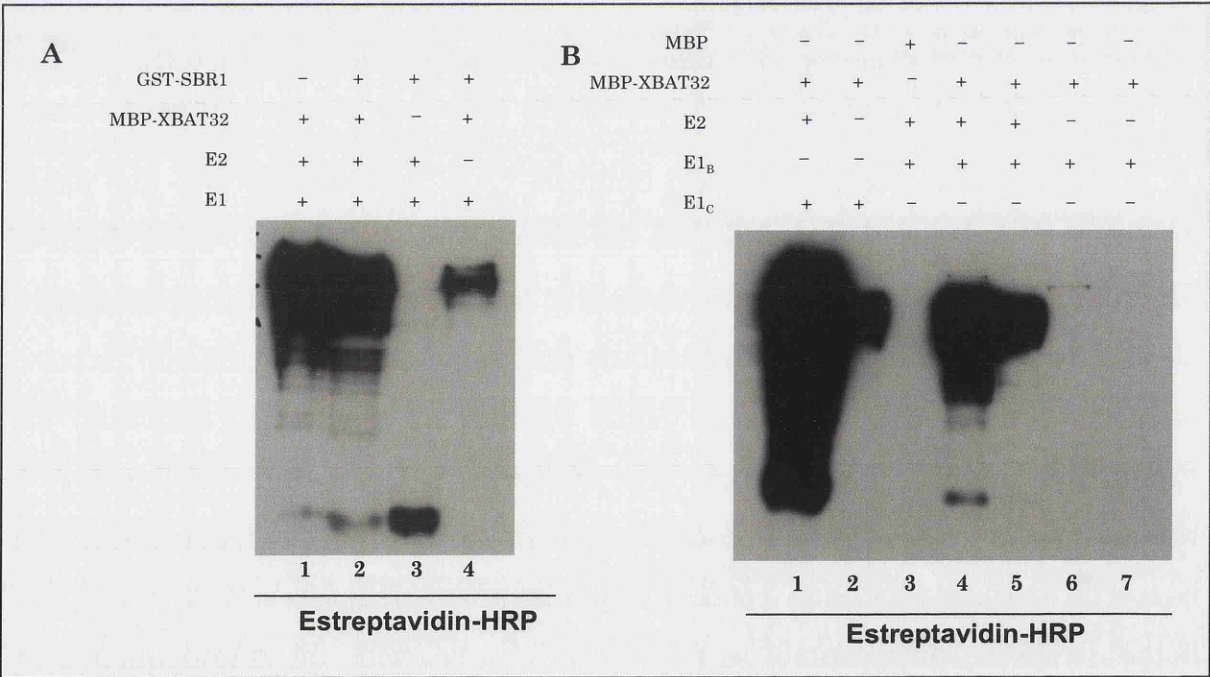 A
GST-SBR1 – + + +
MBP-XBAT32 + + – +
E2 + + + –
E1 + + + +
1 2 3 4
Estreptavidin-HRP
B
MBP – – + – – – –
MBP-XBAT32 + + – + + + +
E2 + – + + + – –
E1B – – + + + + +
E1C + + – – – – –
1 2 3 4 5 6 7
Estreptavidin-HRP